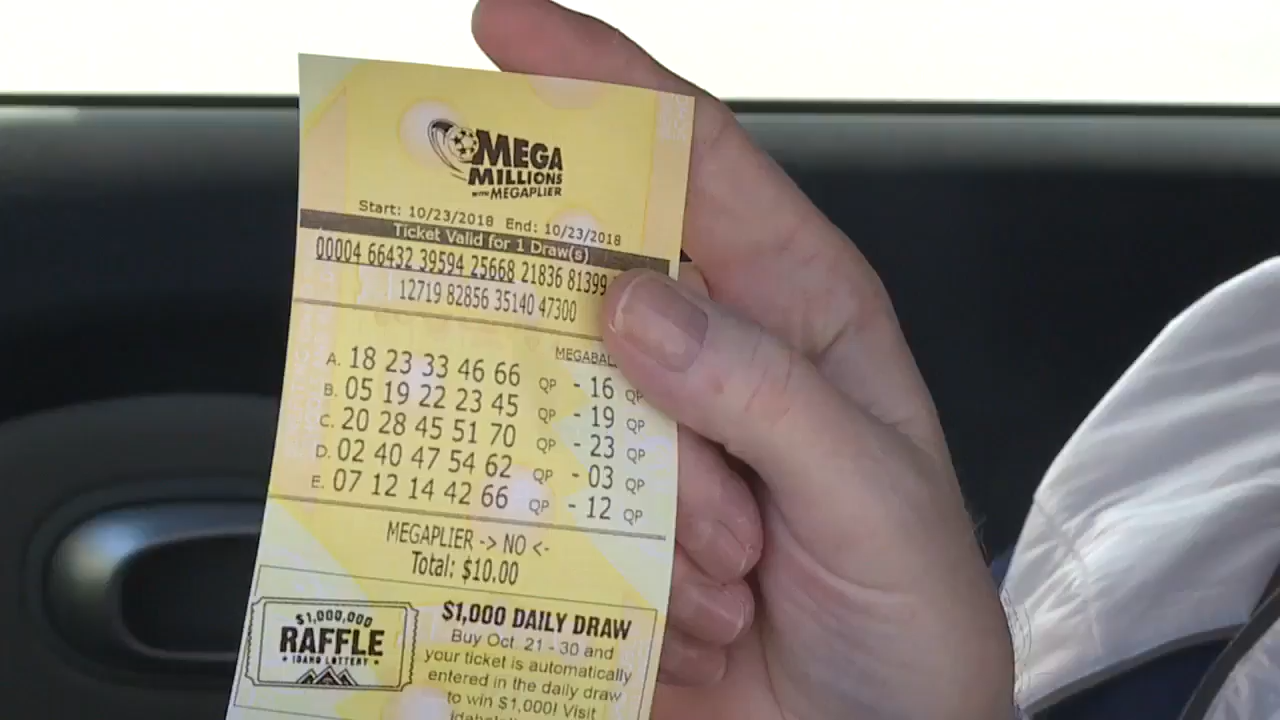 MEGA
MILLIONS
WITH MEGAPLIER
Start: 10/23/2018 End: 10/23/2018
Ticket Valid for 1 Draw(s)
00004 66432 39594 25668 21836 81399
12719 82856 35140 47300
MEGABAL
A. 18 23 33 46 66 QP - 16 QP
B. 05 19 22 23 45 QP - 19 QP
C. 20 28 45 51 70 QP - 23 QP
D. 02 40 47 54 62 QP - 03 QP
E. 07 12 14 42 66 QP - 12 QP
MEGAPLIER -> NO <-
Total: $10.00
$1,000,000
RAFFLE
IDAHO LOTTERY
$1,000 DAILY DRAW
Buy Oct. 21 - 30 and
your ticket is automatically
entered in the daily draw
to win $1,000! Visit